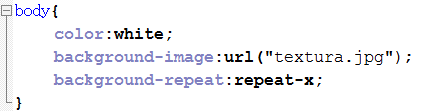 body{
color:white;
background-image:url("textura.jpg");
background-repeat:repeat-x;
}